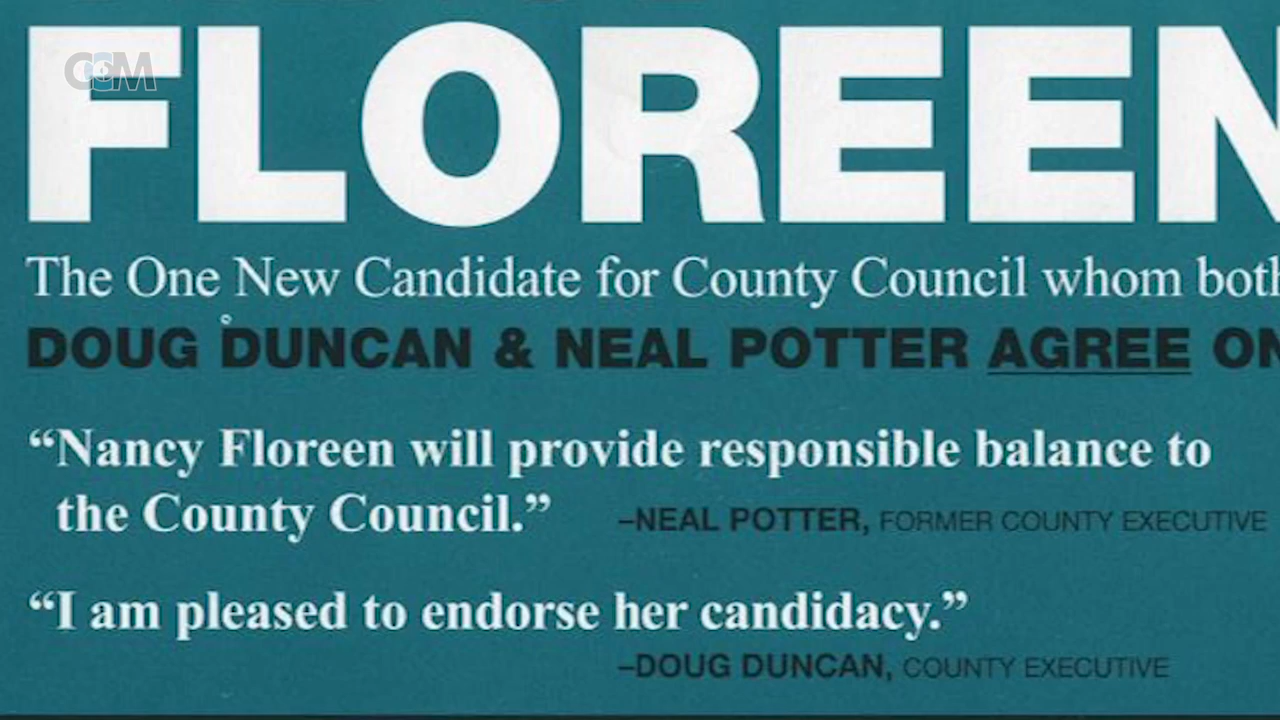 CCM
FLOREEN
The One New Candidate for County Council whom both
DOUG DUNCAN & NEAL POTTER AGREE ON
“Nancy Floreen will provide responsible balance to
the County Council.” –NEAL POTTER, FORMER COUNTY EXECUTIVE
“I am pleased to endorse her candidacy.”
–DOUG DUNCAN, COUNTY EXECUTIVE